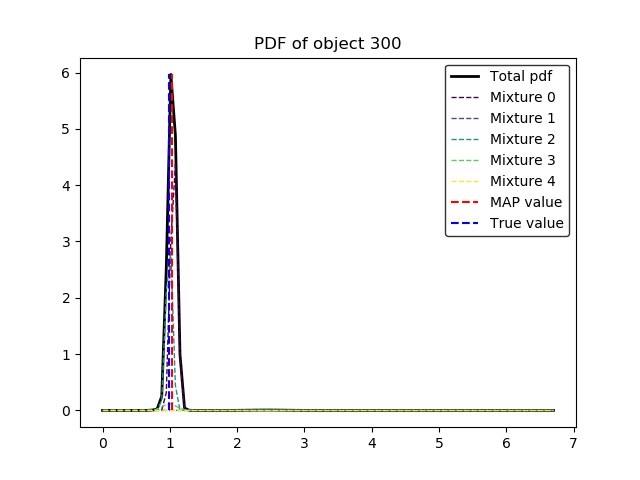 PDF of object 300
Total pdf
Mixture 0
Mixture 1
Mixture 2
Mixture 3
Mixture 4
MAP value
True value
6
5
4
3
2
1
0
0 1 2 3 4 5 6 7